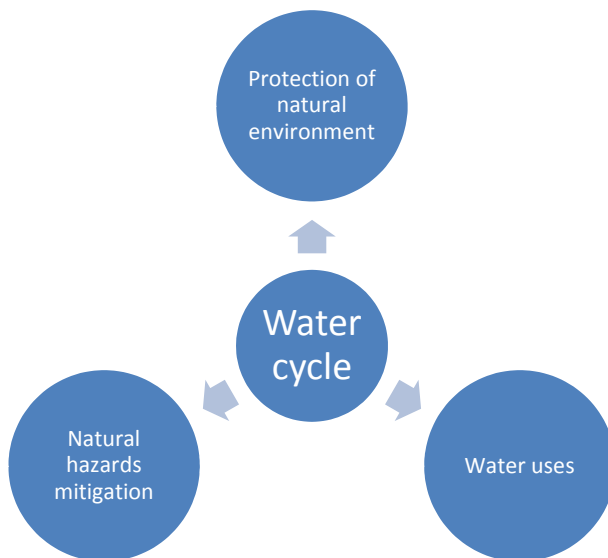 Protection of
natural
environment
Water
cycle
Natural
hazards
mitigation
Water uses